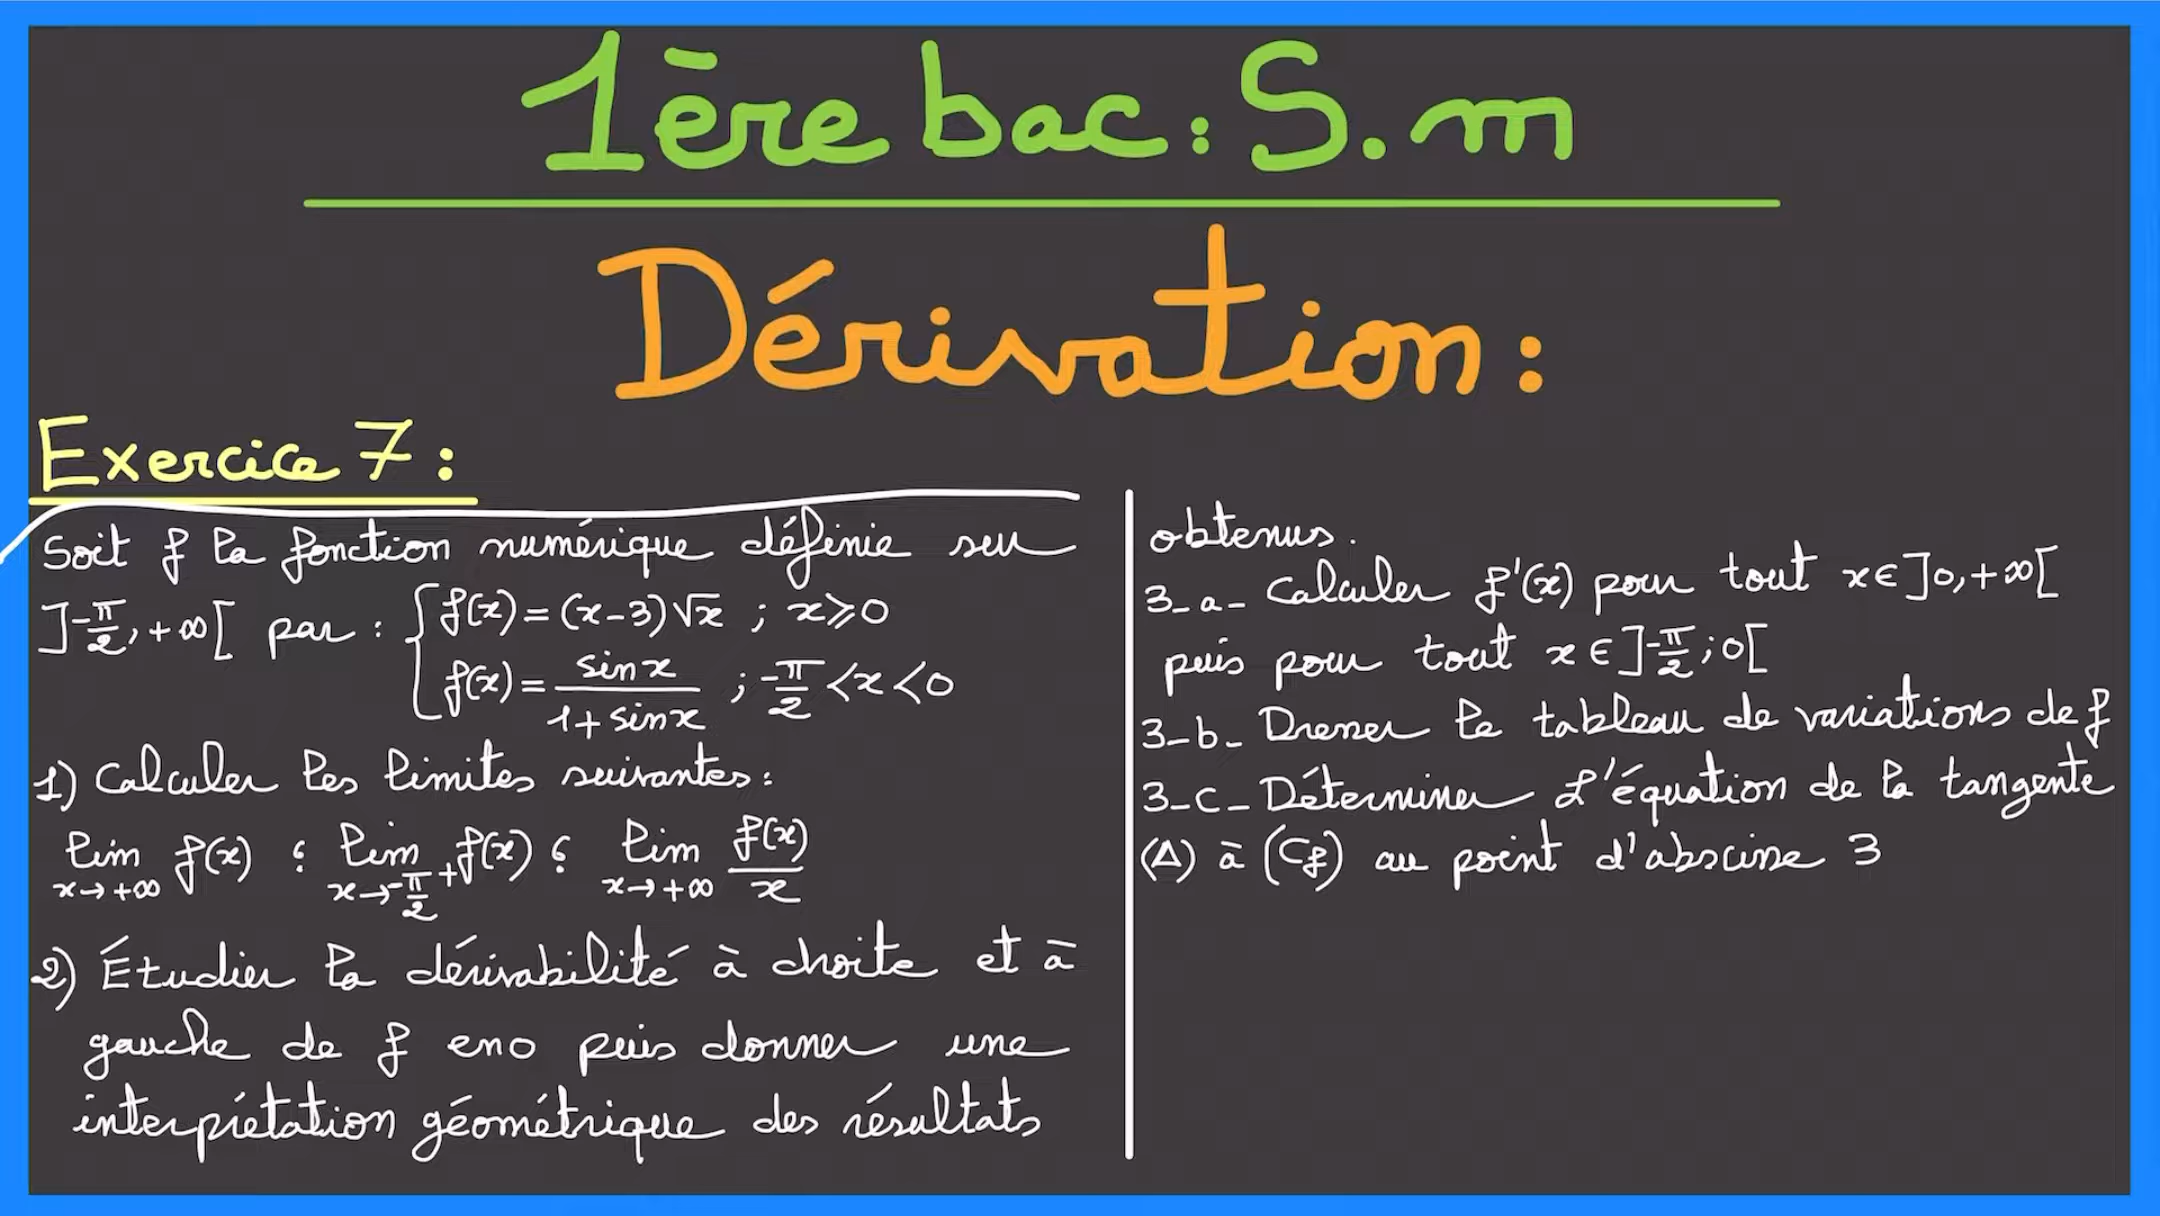 1ère bac: S.m
Dérivation:
Exercice 7:
Soit f la fonction numérique définie sur
]-π/2, +∞[ par : { f(x) = (x-3)√x ; x ≥ 0
f(x) = sinx / (1+sinx) ; -π/2 < x < 0
1) Calculer les limites suivantes:
lim x→+∞ f(x) ; lim x→-π/2+ f(x) ; lim x→+∞ f(x)/x
2) Étudier la dérivabilité à droite et à
gauche de f en 0 puis donner une
interprétation géométrique des résultats
obtenus.
3-a- Calculer f'(x) pour tout x∈]0,+∞[
puis pour tout x∈]-π/2;0[
3-b- Dresser le tableau de variations de f
3-c- Déterminer l'équation de la tangente
(Δ) à (Cf) au point d'abscisse 3